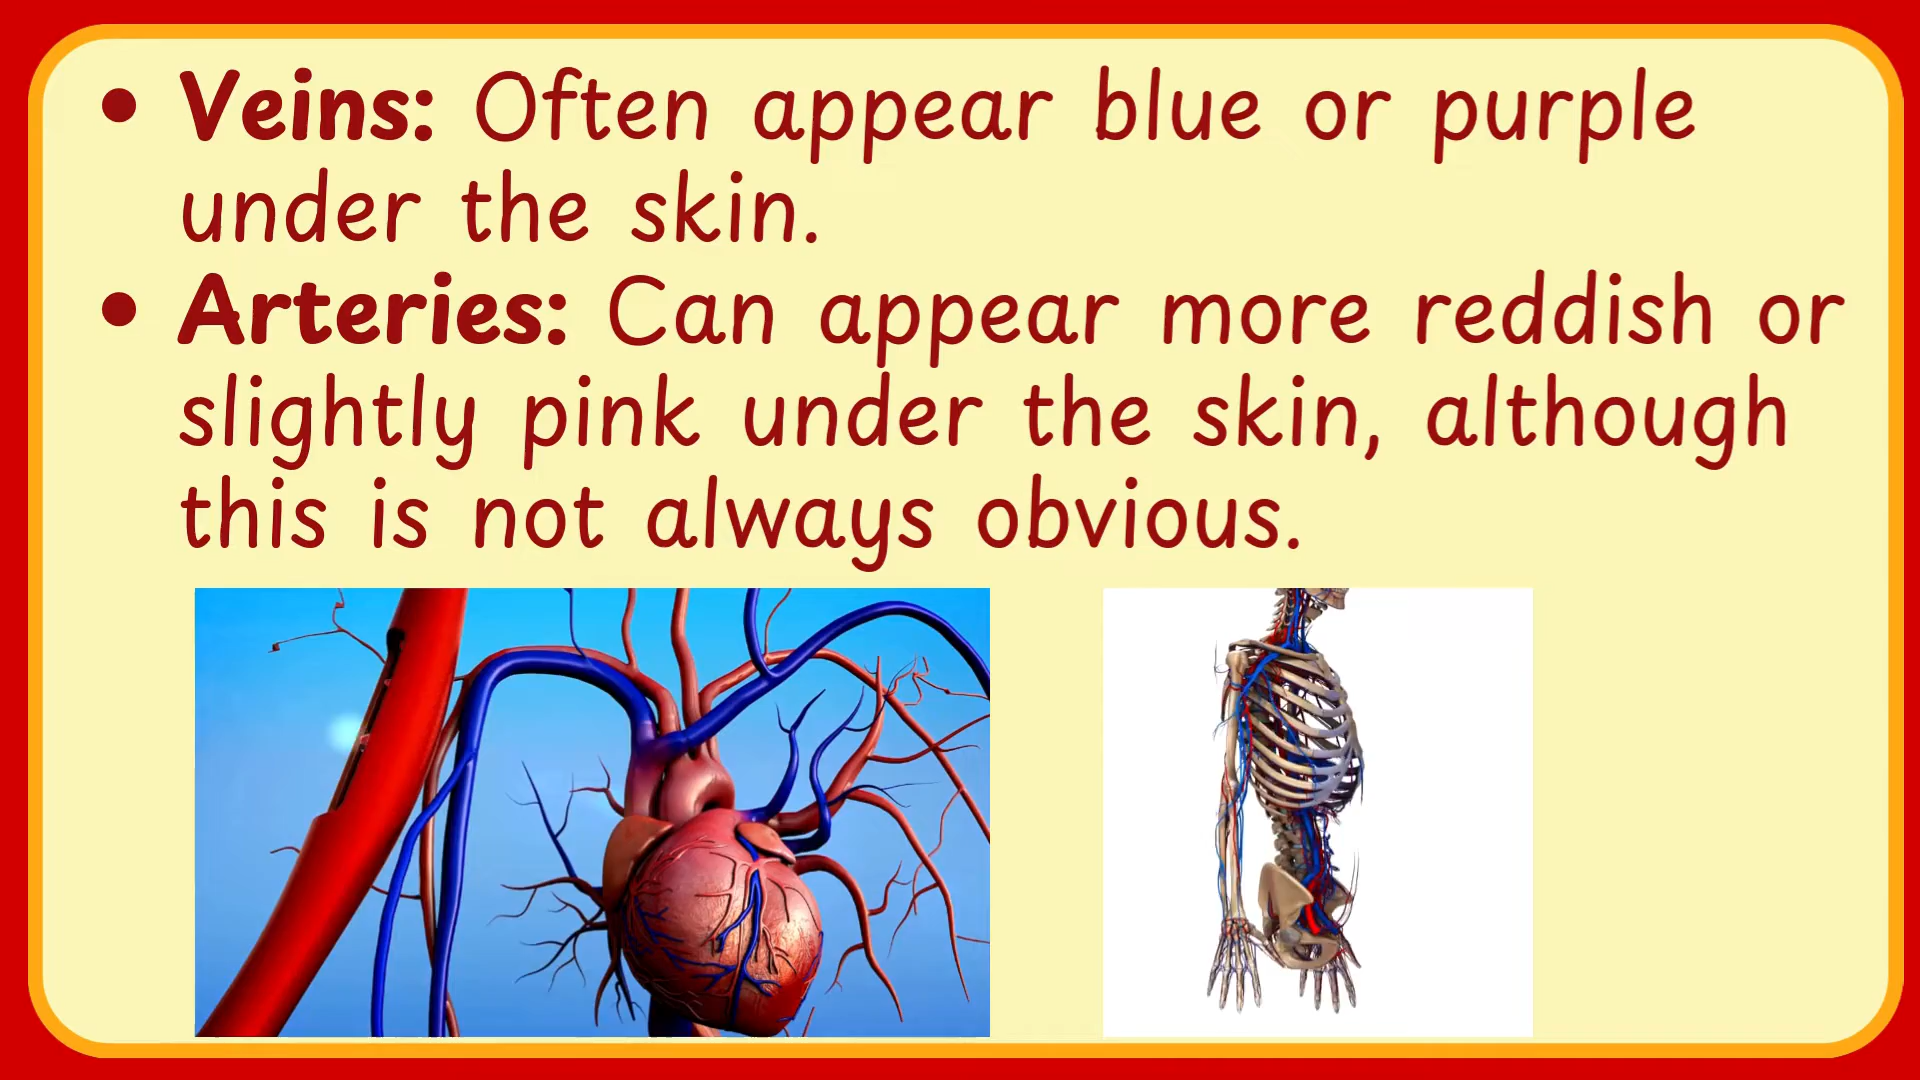 • Veins: Often appear blue or purple
under the skin.
• Arteries: Can appear more reddish or
slightly pink under the skin, although
this is not always obvious.